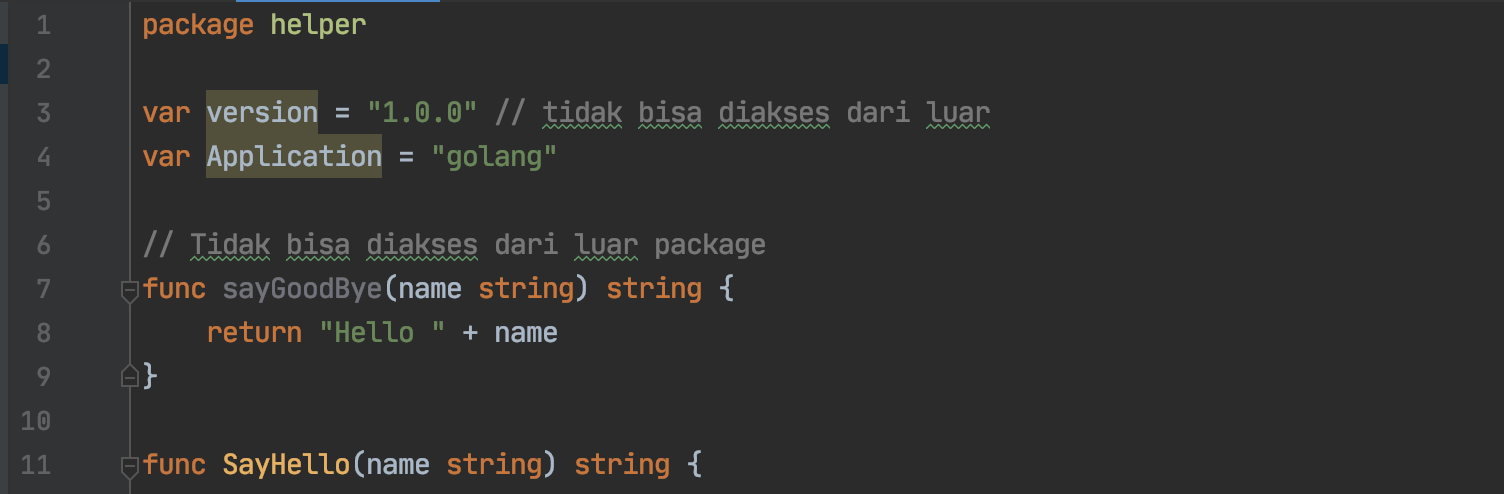 1 package helper
2
3 var version = "1.0.0" // tidak bisa diakses dari luar
4 var Application = "golang"
5
6 // Tidak bisa diakses dari luar package
7 func sayGoodBye(name string) string {
8     return "Hello " + name
9 }
10
11 func SayHello(name string) string {